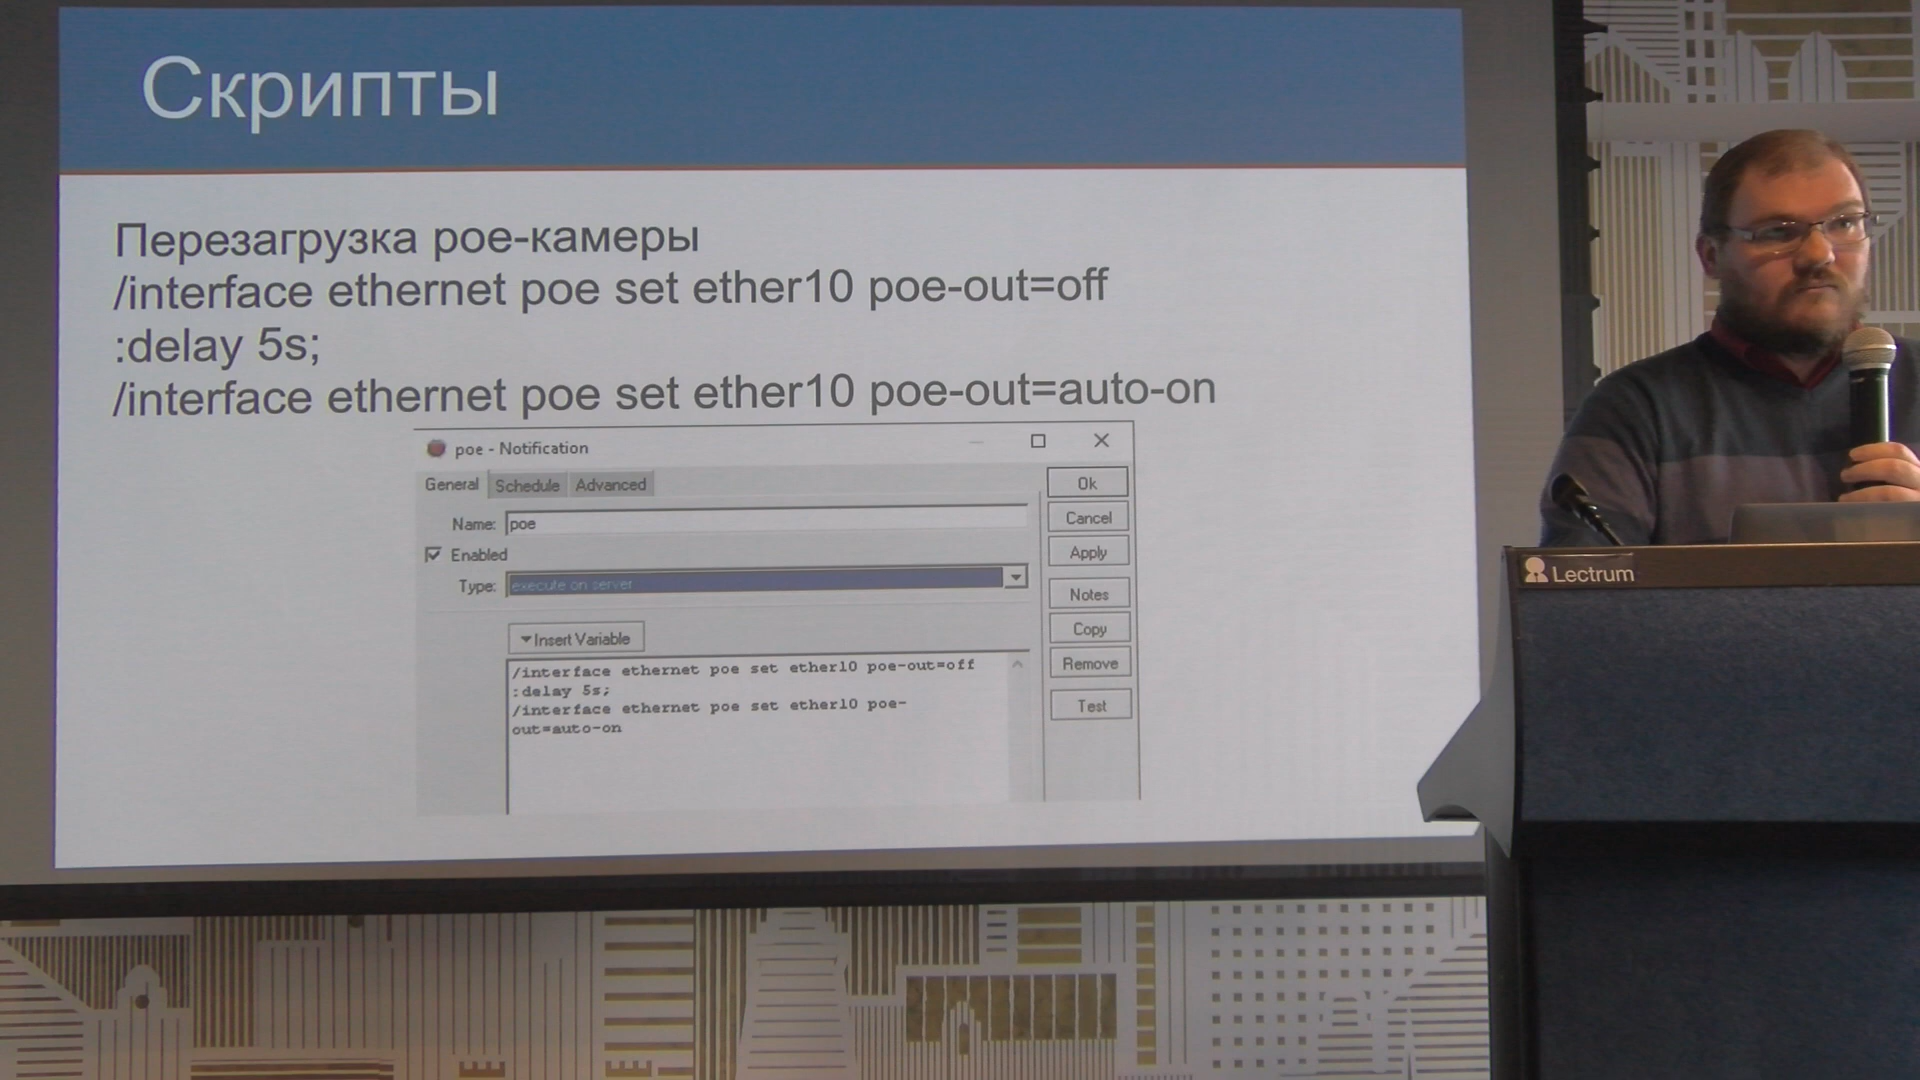 Скрипты
Перезагрузка poe-камеры
/interface ethernet poe set ether10 poe-out=off
:delay 5s;
/interface ethernet poe set ether10 poe-out=auto-on
poe - Notification
General Schedule Advanced
Name: poe
Enabled
Type: execute on server
Insert Variable
/interface ethernet poe set ether10 poe-out=off
:delay 5s;
/interface ethernet poe set ether10 poe-
out=auto-on
Ok
Cancel
Apply
Notes
Copy
Remove
Test
Lectrum